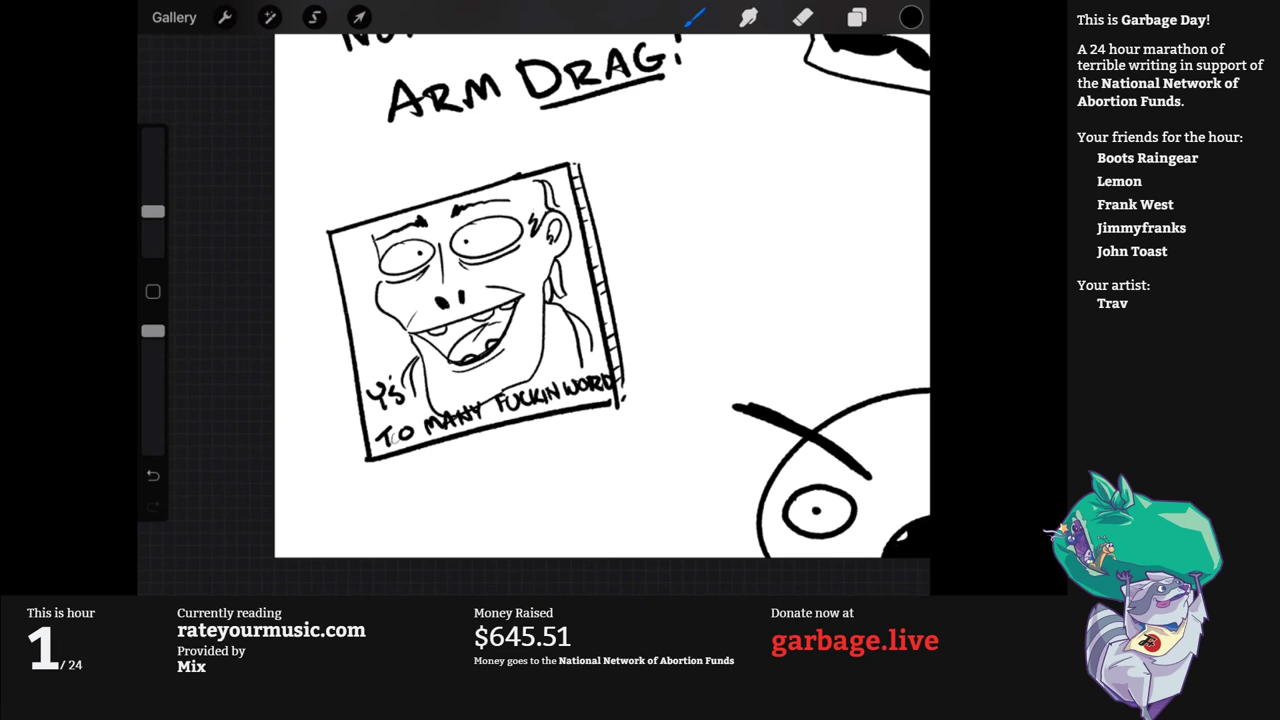 Gallery
ARM DRAG!
Y's
TOO MANY FUCKIN WORDS!
This is Garbage Day!
A 24 hour marathon of
terrible writing in support of
the National Network of
Abortion Funds.
Your friends for the hour:
Boots Raingear
Lemon
Frank West
Jimmyfranks
John Toast
Your artist:
Trav
This is hour
1 / 24
Currently reading
rateyourmusic.com
Provided by
Mix
Money Raised
$645.51
Money goes to the National Network of Abortion Funds
Donate now at
garbage.live